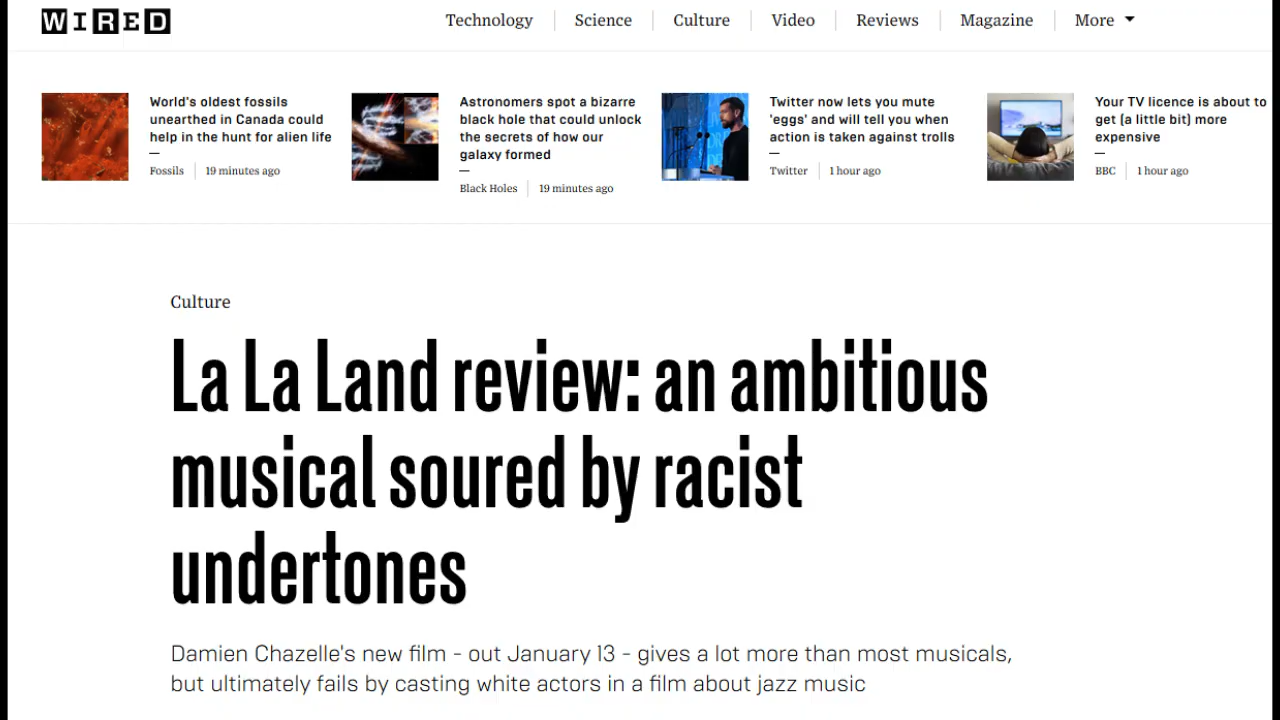 WIRED
Technology
Science
Culture
Video
Reviews
Magazine
More
World's oldest fossils
unearthed in Canada could
help in the hunt for alien life
Fossils
19 minutes ago
Astronomers spot a bizarre
black hole that could unlock
the secrets of how our
galaxy formed
Black Holes
19 minutes ago
Twitter now lets you mute
'eggs' and will tell you when
action is taken against trolls
Twitter
1 hour ago
Your TV licence is about to
get (a little bit) more
expensive
BBC
1 hour ago
Culture
La La Land review: an ambitious
musical soured by racist
undertones
Damien Chazelle's new film - out January 13 - gives a lot more than most musicals,
but ultimately fails by casting white actors in a film about jazz music